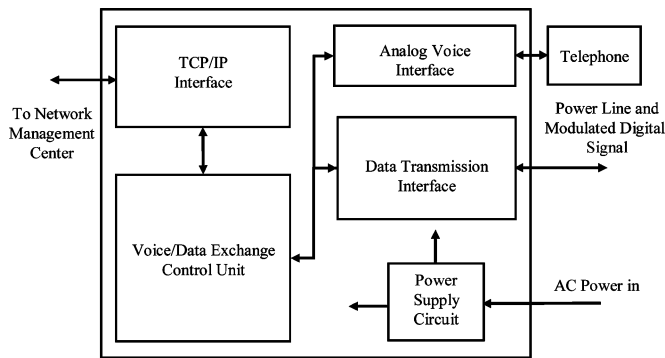 TCP/IP
Interface
Analog Voice
Interface
Telephone
To Network
Management
Center
Power Line and
Modulated Digital
Signal
Data Transmission
Interface
Voice/Data Exchange
Control Unit
Power
Supply
Circuit
AC Power in